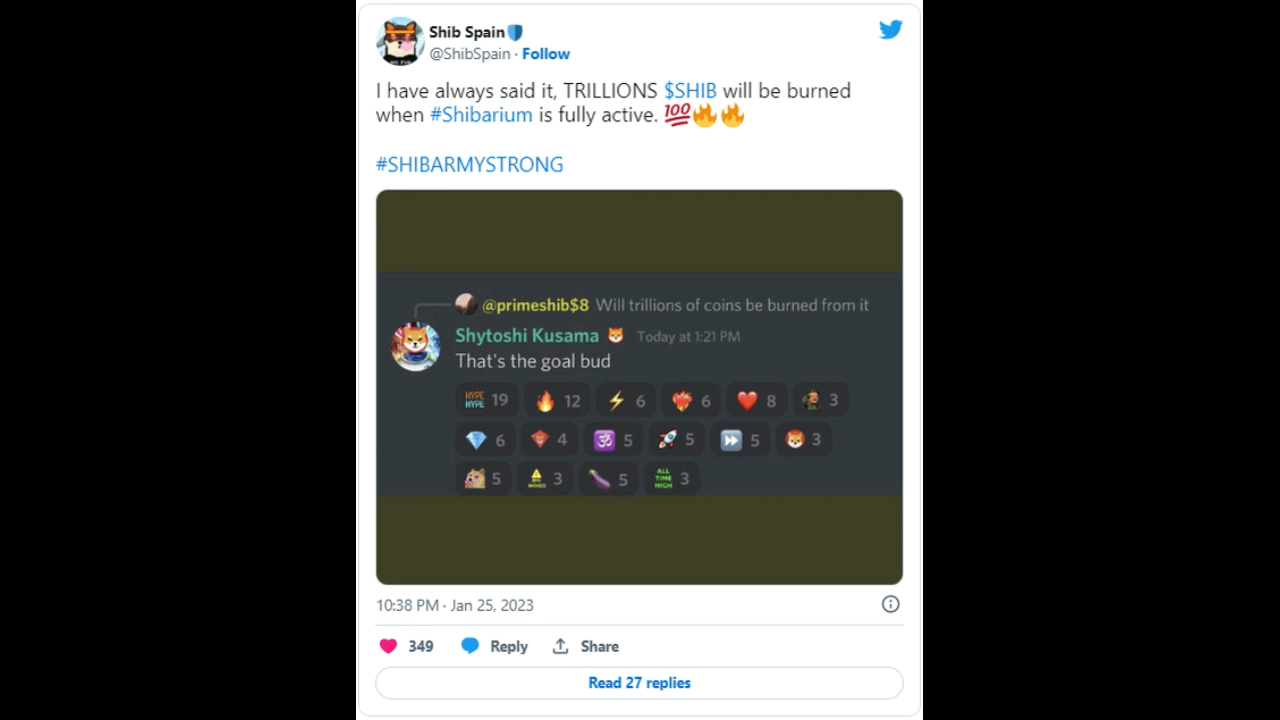 Shib Spain
@ShibSpain · Follow
I have always said it, TRILLIONS $SHIB will be burned
when #Shibarium is fully active. 💯🔥🔥
#SHIBARMYSTRONG
@primeshib$8 Will trillions of coins be burned from it
Shytoshi Kusama Today at 1:21 PM
That's the goal bud
HYPE HYPE 19 12 6 6 8 3
6 4 5 5 5 3
5 3 5 ALL TIME HIGH 3
10:38 PM · Jan 25, 2023
349 Reply Share
Read 27 replies